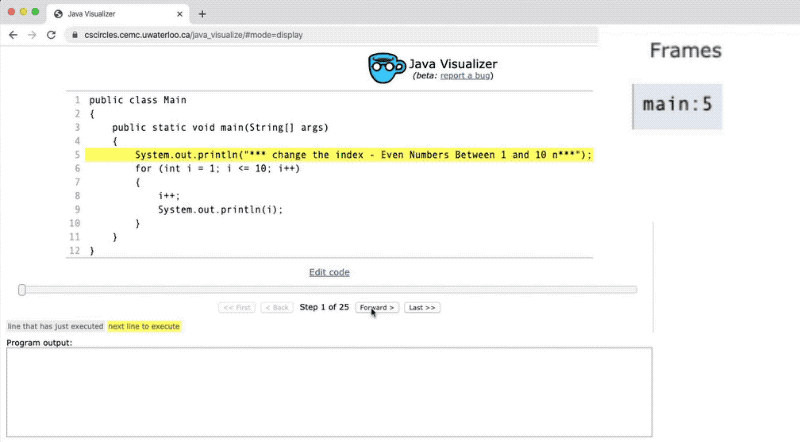 Java Visualizer
cscircles.cemc.uwaterloo.ca/java_visualize/#mode=display
Java Visualizer
(beta: report a bug)
1 public class Main
2 {
3 public static void main(String[] args)
4 {
5 System.out.println("*** change the index - Even Numbers Between 1 and 10 n***");
6 for (int i = 1; i <= 10; i++)
7 {
8 i++;
9 System.out.println(i);
10 }
11 }
12 }
Edit code
<< First < Back Step 1 of 25 Forward > Last >>
line that has just executed next line to execute
Program output:
Frames
main:5